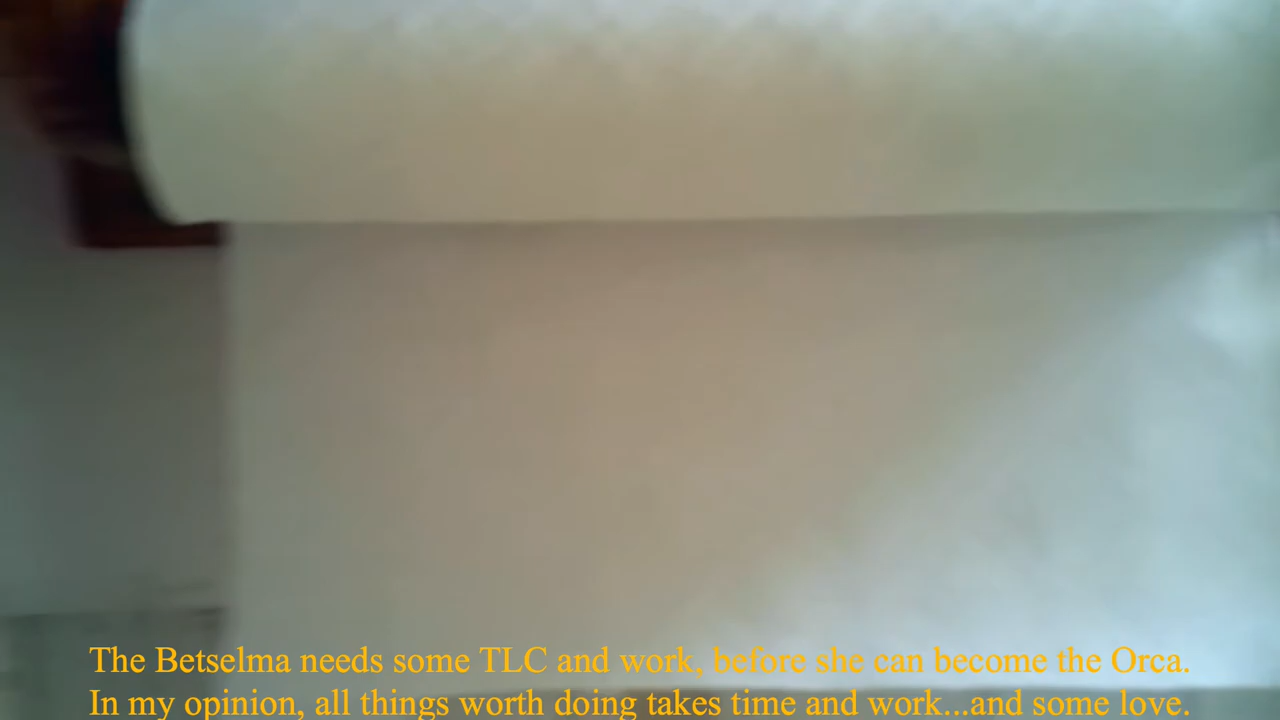 The Betselma needs some TLC and work, before she can become the Orca.
In my opinion, all things worth doing takes time and work...and some love.